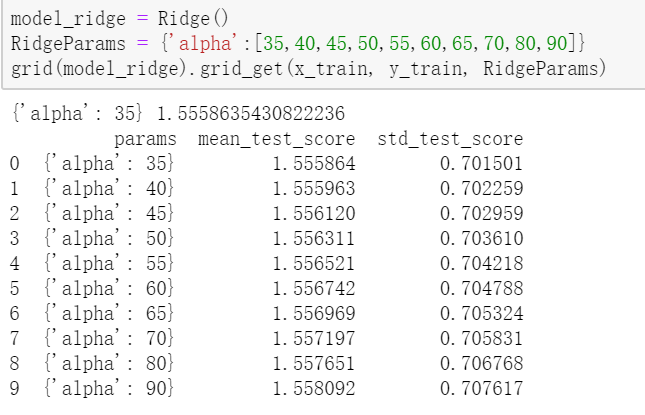 model_ridge = Ridge()
RidgeParams = {'alpha':[35,40,45,50,55,60,65,70,80,90]}
grid(model_ridge).grid_get(x_train, y_train, RidgeParams)
{'alpha': 35} 1.5558635430822236
params  mean_test_score  std_test_score
0  {'alpha': 35}  1.555864  0.701501
1  {'alpha': 40}  1.555963  0.702259
2  {'alpha': 45}  1.556120  0.702959
3  {'alpha': 50}  1.556311  0.703610
4  {'alpha': 55}  1.556521  0.704218
5  {'alpha': 60}  1.556742  0.704788
6  {'alpha': 65}  1.556969  0.705324
7  {'alpha': 70}  1.557197  0.705831
8  {'alpha': 80}  1.557651  0.706768
9  {'alpha': 90}  1.558092  0.707617